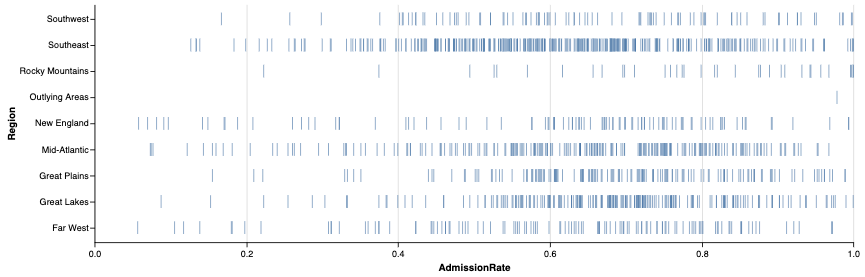 Southwest
Southeast
Rocky Mountains
Outlying Areas
New England
Mid-Atlantic
Great Plains
Great Lakes
Far West
Region
0.0 0.2 0.4 0.6 0.8 1.0
AdmissionRate